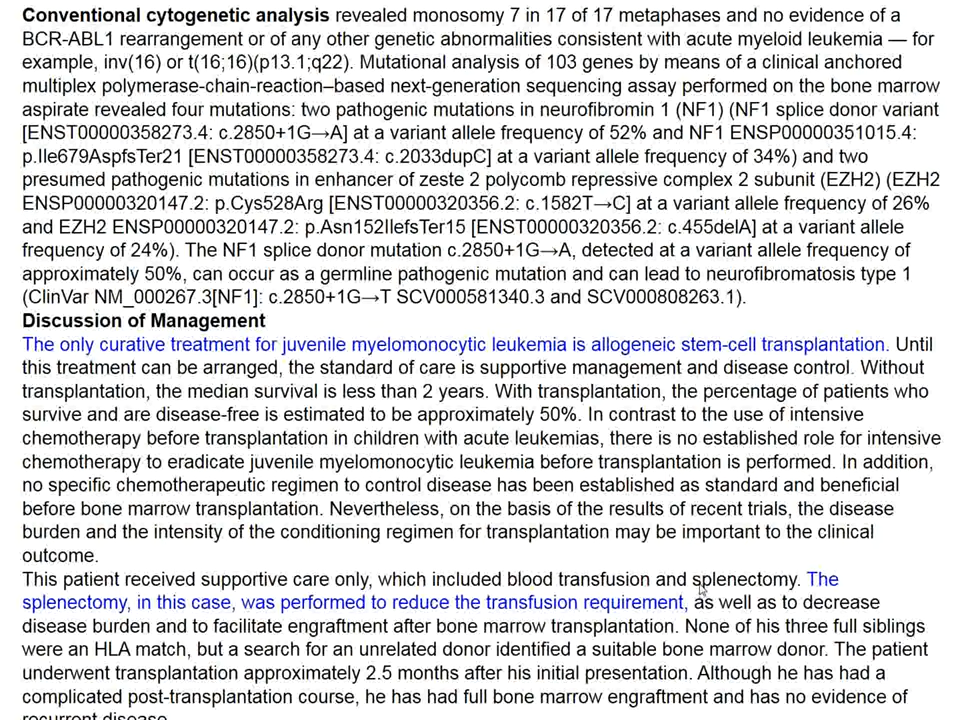 Conventional cytogenetic analysis revealed monosomy 7 in 17 of 17 metaphases and no evidence of a
BCR-ABL1 rearrangement or of any other genetic abnormalities consistent with acute myeloid leukemia — for
example, inv(16) or t(16;16)(p13.1;q22). Mutational analysis of 103 genes by means of a clinical anchored
multiplex polymerase-chain-reaction–based next-generation sequencing assay performed on the bone marrow
aspirate revealed four mutations: two pathogenic mutations in neurofibromin 1 (NF1) (NF1 splice donor variant
[ENST00000358273.4: c.2850+1G→A] at a variant allele frequency of 52% and NF1 ENSP00000351015.4:
p.Ile679AspfsTer21 [ENST00000358273.4: c.2033dupC] at a variant allele frequency of 34%) and two
presumed pathogenic mutations in enhancer of zeste 2 polycomb repressive complex 2 subunit (EZH2) (EZH2
ENSP00000320147.2: p.Cys528Arg [ENST00000320356.2: c.1582T→C] at a variant allele frequency of 26%
and EZH2 ENSP00000320147.2: p.Asn152IlefsTer15 [ENST00000320356.2: c.455delA] at a variant allele
frequency of 24%). The NF1 splice donor mutation c.2850+1G→A, detected at a variant allele frequency of
approximately 50%, can occur as a germline pathogenic mutation and can lead to neurofibromatosis type 1
(ClinVar NM_000267.3[NF1]: c.2850+1G→T SCV000581340.3 and SCV000808263.1).
Discussion of Management
The only curative treatment for juvenile myelomonocytic leukemia is allogeneic stem-cell transplantation. Until
this treatment can be arranged, the standard of care is supportive management and disease control. Without
transplantation, the median survival is less than 2 years. With transplantation, the percentage of patients who
survive and are disease-free is estimated to be approximately 50%. In contrast to the use of intensive
chemotherapy before transplantation in children with acute leukemias, there is no established role for intensive
chemotherapy to eradicate juvenile myelomonocytic leukemia before transplantation is performed. In addition,
no specific chemotherapeutic regimen to control disease has been established as standard and beneficial
before bone marrow transplantation. Nevertheless, on the basis of the results of recent trials, the disease
burden and the intensity of the conditioning regimen for transplantation may be important to the clinical
outcome.
This patient received supportive care only, which included blood transfusion and splenectomy. The
splenectomy, in this case, was performed to reduce the transfusion requirement, as well as to decrease
disease burden and to facilitate engraftment after bone marrow transplantation. None of his three full siblings
were an HLA match, but a search for an unrelated donor identified a suitable bone marrow donor. The patient
underwent transplantation approximately 2.5 months after his initial presentation. Although he has had a
complicated post-transplantation course, he has had full bone marrow engraftment and has no evidence of
recurrent disease.